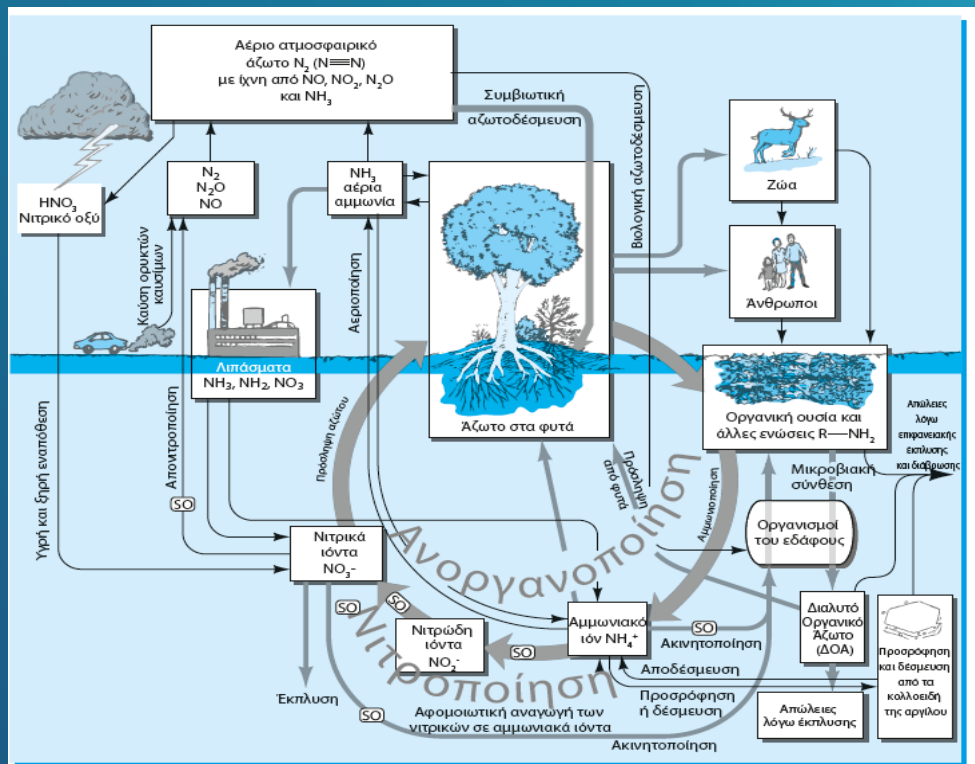 Αέριο ατμοσφαιρικό
άζωτο N₂ (N≡N)
με ίχνη από NO, NO₂, N₂O
και NH₃
Συμβιωτική
αζωτοδέσμευση
Βιολογική αζωτοδέσμευση
Ζώα
Άνθρωποι
HNO₃
Νιτρικό οξύ
N₂
N₂O
NO
NH₃
αέρια
αμμωνία
Καύση ορυκτών
καυσίμων
Αεριοποίηση
Λιπάσματα
NH₃, NH₂, NO₃
Άζωτο στα φυτά
Οργανική ουσία και
άλλες ενώσεις R—NH₂
Απώλειες
λόγω
επιφανειακής
έκπλυσης
και διάβρωσης
Υγρή και ξηρή εναπόθεση
Απονιτροποίηση
SO
Πρόσληψη αζώτου
Πρόσληψη
από φυτά
Αμμωνιοποίηση
Μικροβιακή
σύνθεση
Ανοργανοποίηση
Νιτροποίηση
Οργανισμοί
του εδάφους
Νιτρικά
ιόντα
NO₃-
SO
SO
Νιτρώδη
ιόντα
NO₂-
SO
Αμμωνιακό
ιόν NH₄⁺
SO
Ακινητοποίηση
Αποδέσμευση
Προσρόφηση
ή δέσμευση
Διαλυτό
Οργανικό
Άζωτο
(ΔΟΑ)
Προσρόφηση
και δέσμευση
από τα
κολλοειδή
της αργίλου
Έκπλυση
SO
Αφομοιωτική αναγωγή των
νιτρικών σε αμμωνιακά ιόντα
Ακινητοποίηση
Απώλειες
λόγω έκπλυσης